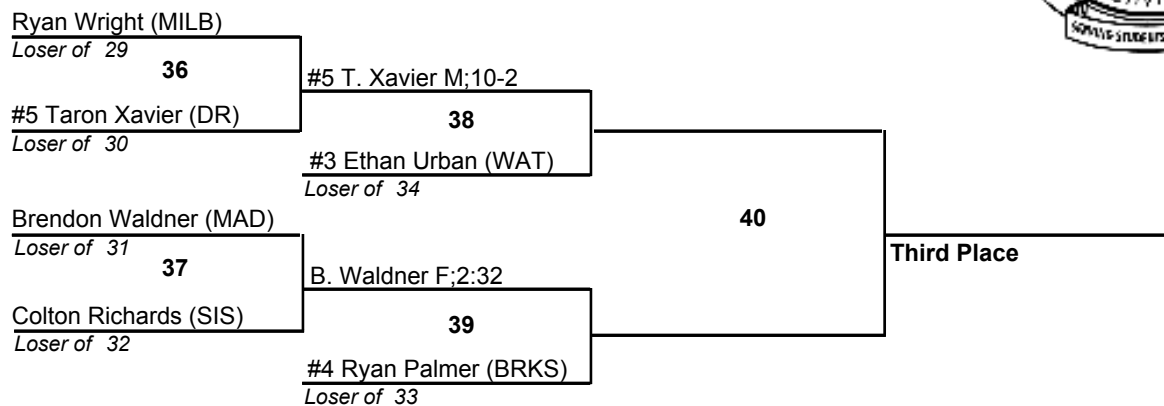 Ryan Wright (MILB)
Loser of 29
36
#5 Taron Xavier (DR)
Loser of 30
#5 T. Xavier M;10-2
38
#3 Ethan Urban (WAT)
Loser of 34
Brendon Waldner (MAD)
Loser of 31
37
Colton Richards (SIS)
Loser of 32
B. Waldner F;2:32
39
#4 Ryan Palmer (BRKS)
Loser of 33
40
Third Place
SERVING STUDENTS